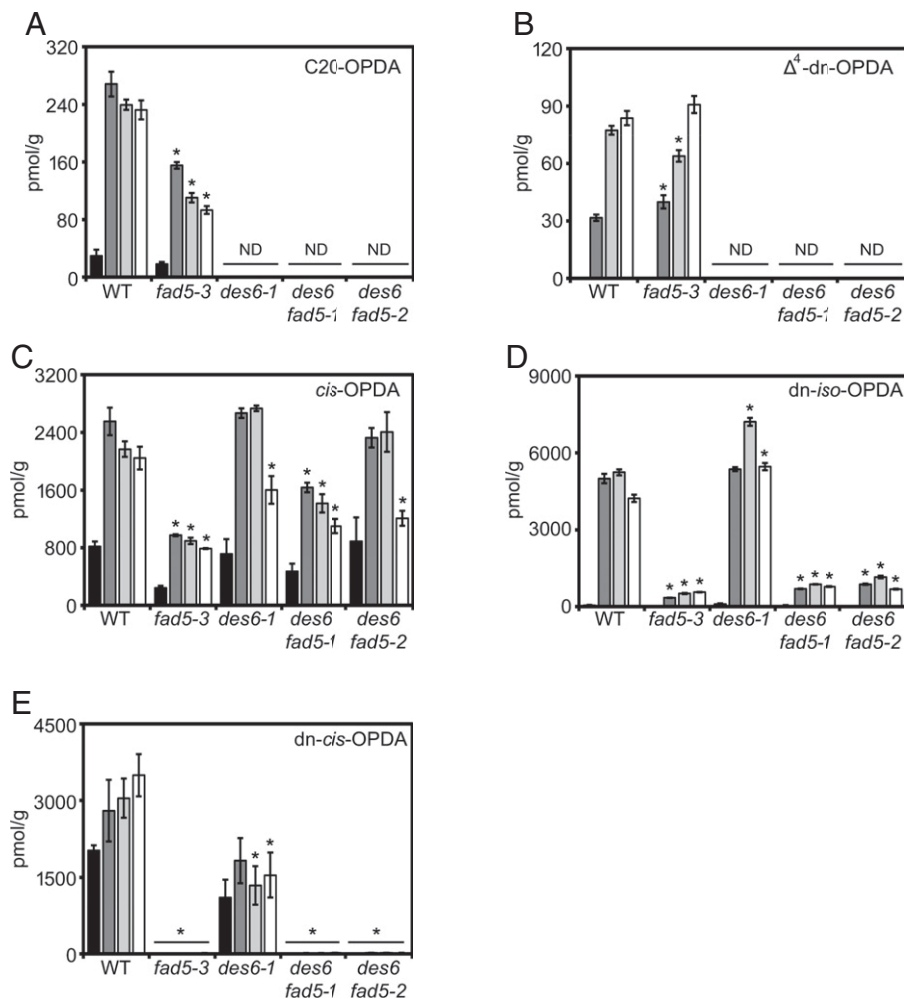 A
C20-OPDA
320
240
160
80
0
pmol/g
*
*
*
ND
ND
ND
WT
fad5-3
des6-1
des6
fad5-1
des6
fad5-2
B
Δ4-dn-OPDA
120
90
60
30
0
pmol/g
*
*
ND
ND
ND
WT
fad5-3
des6-1
des6
fad5-1
des6
fad5-2
C
cis-OPDA
3200
2400
1600
800
0
pmol/g
*
*
*
*
*
*
*
*
WT
fad5-3
des6-1
des6
fad5-1
des6
fad5-2
D
dn-iso-OPDA
9000
6000
3000
0
pmol/g
*
*
*
*
*
*
*
*
*
*
*
WT
fad5-3
des6-1
des6
fad5-1
des6
fad5-2
E
dn-cis-OPDA
4500
3000
1500
0
pmol/g
*
*
*
*
*
WT
fad5-3
des6-1
des6
fad5-1
des6
fad5-2